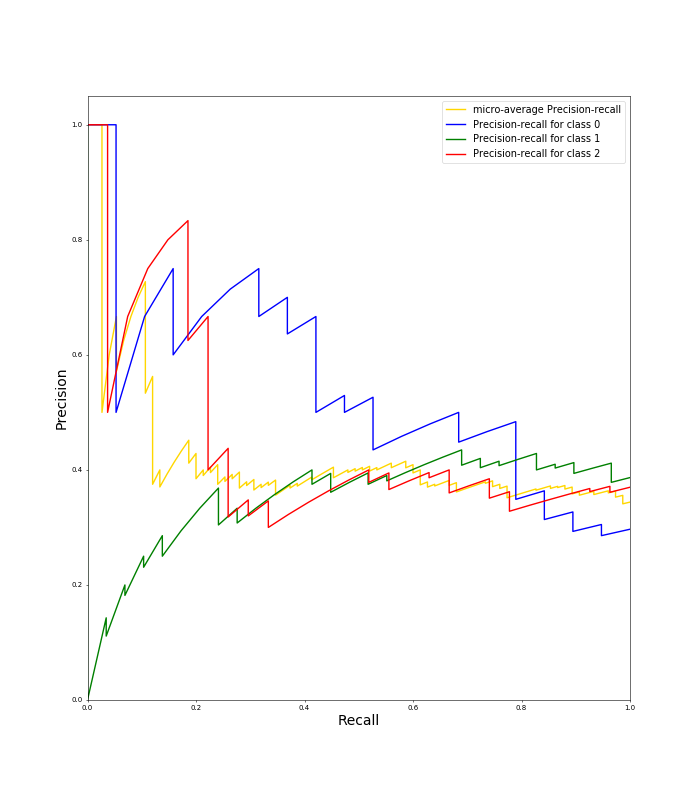 micro-average Precision-recall
Precision-recall for class 0
Precision-recall for class 1
Precision-recall for class 2
1.0
0.8
0.6
0.4
0.2
0.0
Precision
0.0 0.2 0.4 0.6 0.8 1.0
Recall